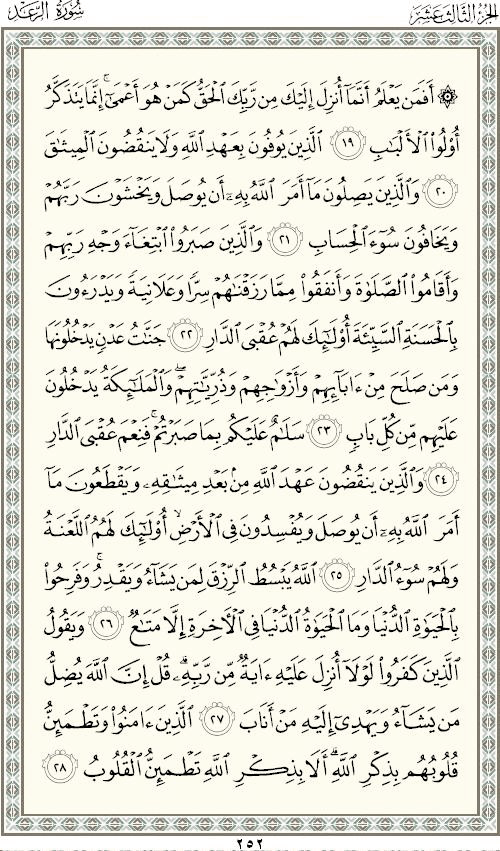 سُورَةُ الرَّعْدِ الجُزْءُ الثَّالِثَ عَشَرَ
۞ أَفَمَن يَعْلَمُ أَنَّمَآ أُنزِلَ إِلَيْكَ مِن رَّبِّكَ ٱلْحَقُّ كَمَنْ هُوَ أَعْمَىٰٓ ۚ إِنَّمَا يَتَذَكَّرُ
أُو۟لُوا۟ ٱلْأَلْبَٰبِ ١٩ ٱلَّذِينَ يُوفُونَ بِعَهْدِ ٱللَّهِ وَلَا يَنقُضُونَ ٱلْمِيثَٰقَ
٢٠ وَٱلَّذِينَ يَصِلُونَ مَآ أَمَرَ ٱللَّهُ بِهِۦٓ أَن يُوصَلَ وَيَخْشَوْنَ رَبَّهُمْ
وَيَخَافُونَ سُوٓءَ ٱلْحِسَابِ ٢١ وَٱلَّذِينَ صَبَرُوا۟ ٱبْتِغَآءَ وَجْهِ رَبِّهِمْ
وَأَقَامُوا۟ ٱلصَّلَوٰةَ وَأَنفَقُوا۟ مِمَّا رَزَقْنَٰهُمْ سِرًّا وَعَلَانِيَةً وَيَدْرَءُونَ
بِٱلْحَسَنَةِ ٱلسَّيِّئَةَ أُو۟لَٰٓئِكَ لَهُمْ عُقْبَى ٱلدَّارِ ٢٢ جَنَّٰتُ عَدْنٍ يَدْخُلُونَهَا
وَمَن صَلَحَ مِنْ ءَابَآئِهِمْ وَأَزْوَٰجِهِمْ وَذُرِّيَّٰتِهِمْ ۖ وَٱلْمَلَٰٓئِكَةُ يَدْخُلُونَ
عَلَيْهِم مِّن كُلِّ بَابٍ ٢٣ سَلَٰمٌ عَلَيْكُم بِمَا صَبَرْتُمْ ۚ فَنِعْمَ عُقْبَى ٱلدَّارِ
٢٤ وَٱلَّذِينَ يَنقُضُونَ عَهْدَ ٱللَّهِ مِنۢ بَعْدِ مِيثَٰقِهِۦ وَيَقْطَعُونَ مَآ
أَمَرَ ٱللَّهُ بِهِۦٓ أَن يُوصَلَ وَيُفْسِدُونَ فِى ٱلْأَرْضِ ۙ أُو۟لَٰٓئِكَ لَهُمُ ٱللَّعْنَةُ
وَلَهُمْ سُوٓءُ ٱلدَّارِ ٢٥ ٱللَّهُ يَبْسُطُ ٱلرِّزْقَ لِمَن يَشَآءُ وَيَقْدِرُ ۚ وَفَرِحُوا۟
بِٱلْحَيَوٰةِ ٱلدُّنْيَا وَمَا ٱلْحَيَوٰةُ ٱلدُّنْيَا فِى ٱلْءَاخِرَةِ إِلَّا مَتَٰعٌ ٢٦ وَيَقُولُ
ٱلَّذِينَ كَفَرُوا۟ لَوْلَآ أُنزِلَ عَلَيْهِ ءَايَةٌ مِّن رَّبِّهِۦ ۗ قُلْ إِنَّ ٱللَّهَ يُضِلُّ
مَن يَشَآءُ وَيَهْدِىٓ إِلَيْهِ مَنْ أَنَابَ ٢٧ ٱلَّذِينَ ءَامَنُوا۟ وَتَطْمَئِنُّ
قُلُوبُهُم بِذِكْرِ ٱللَّهِ ۗ أَلَا بِذِكْرِ ٱللَّهِ تَطْمَئِنُّ ٱلْقُلُوبُ ٢٨
٢٥٢